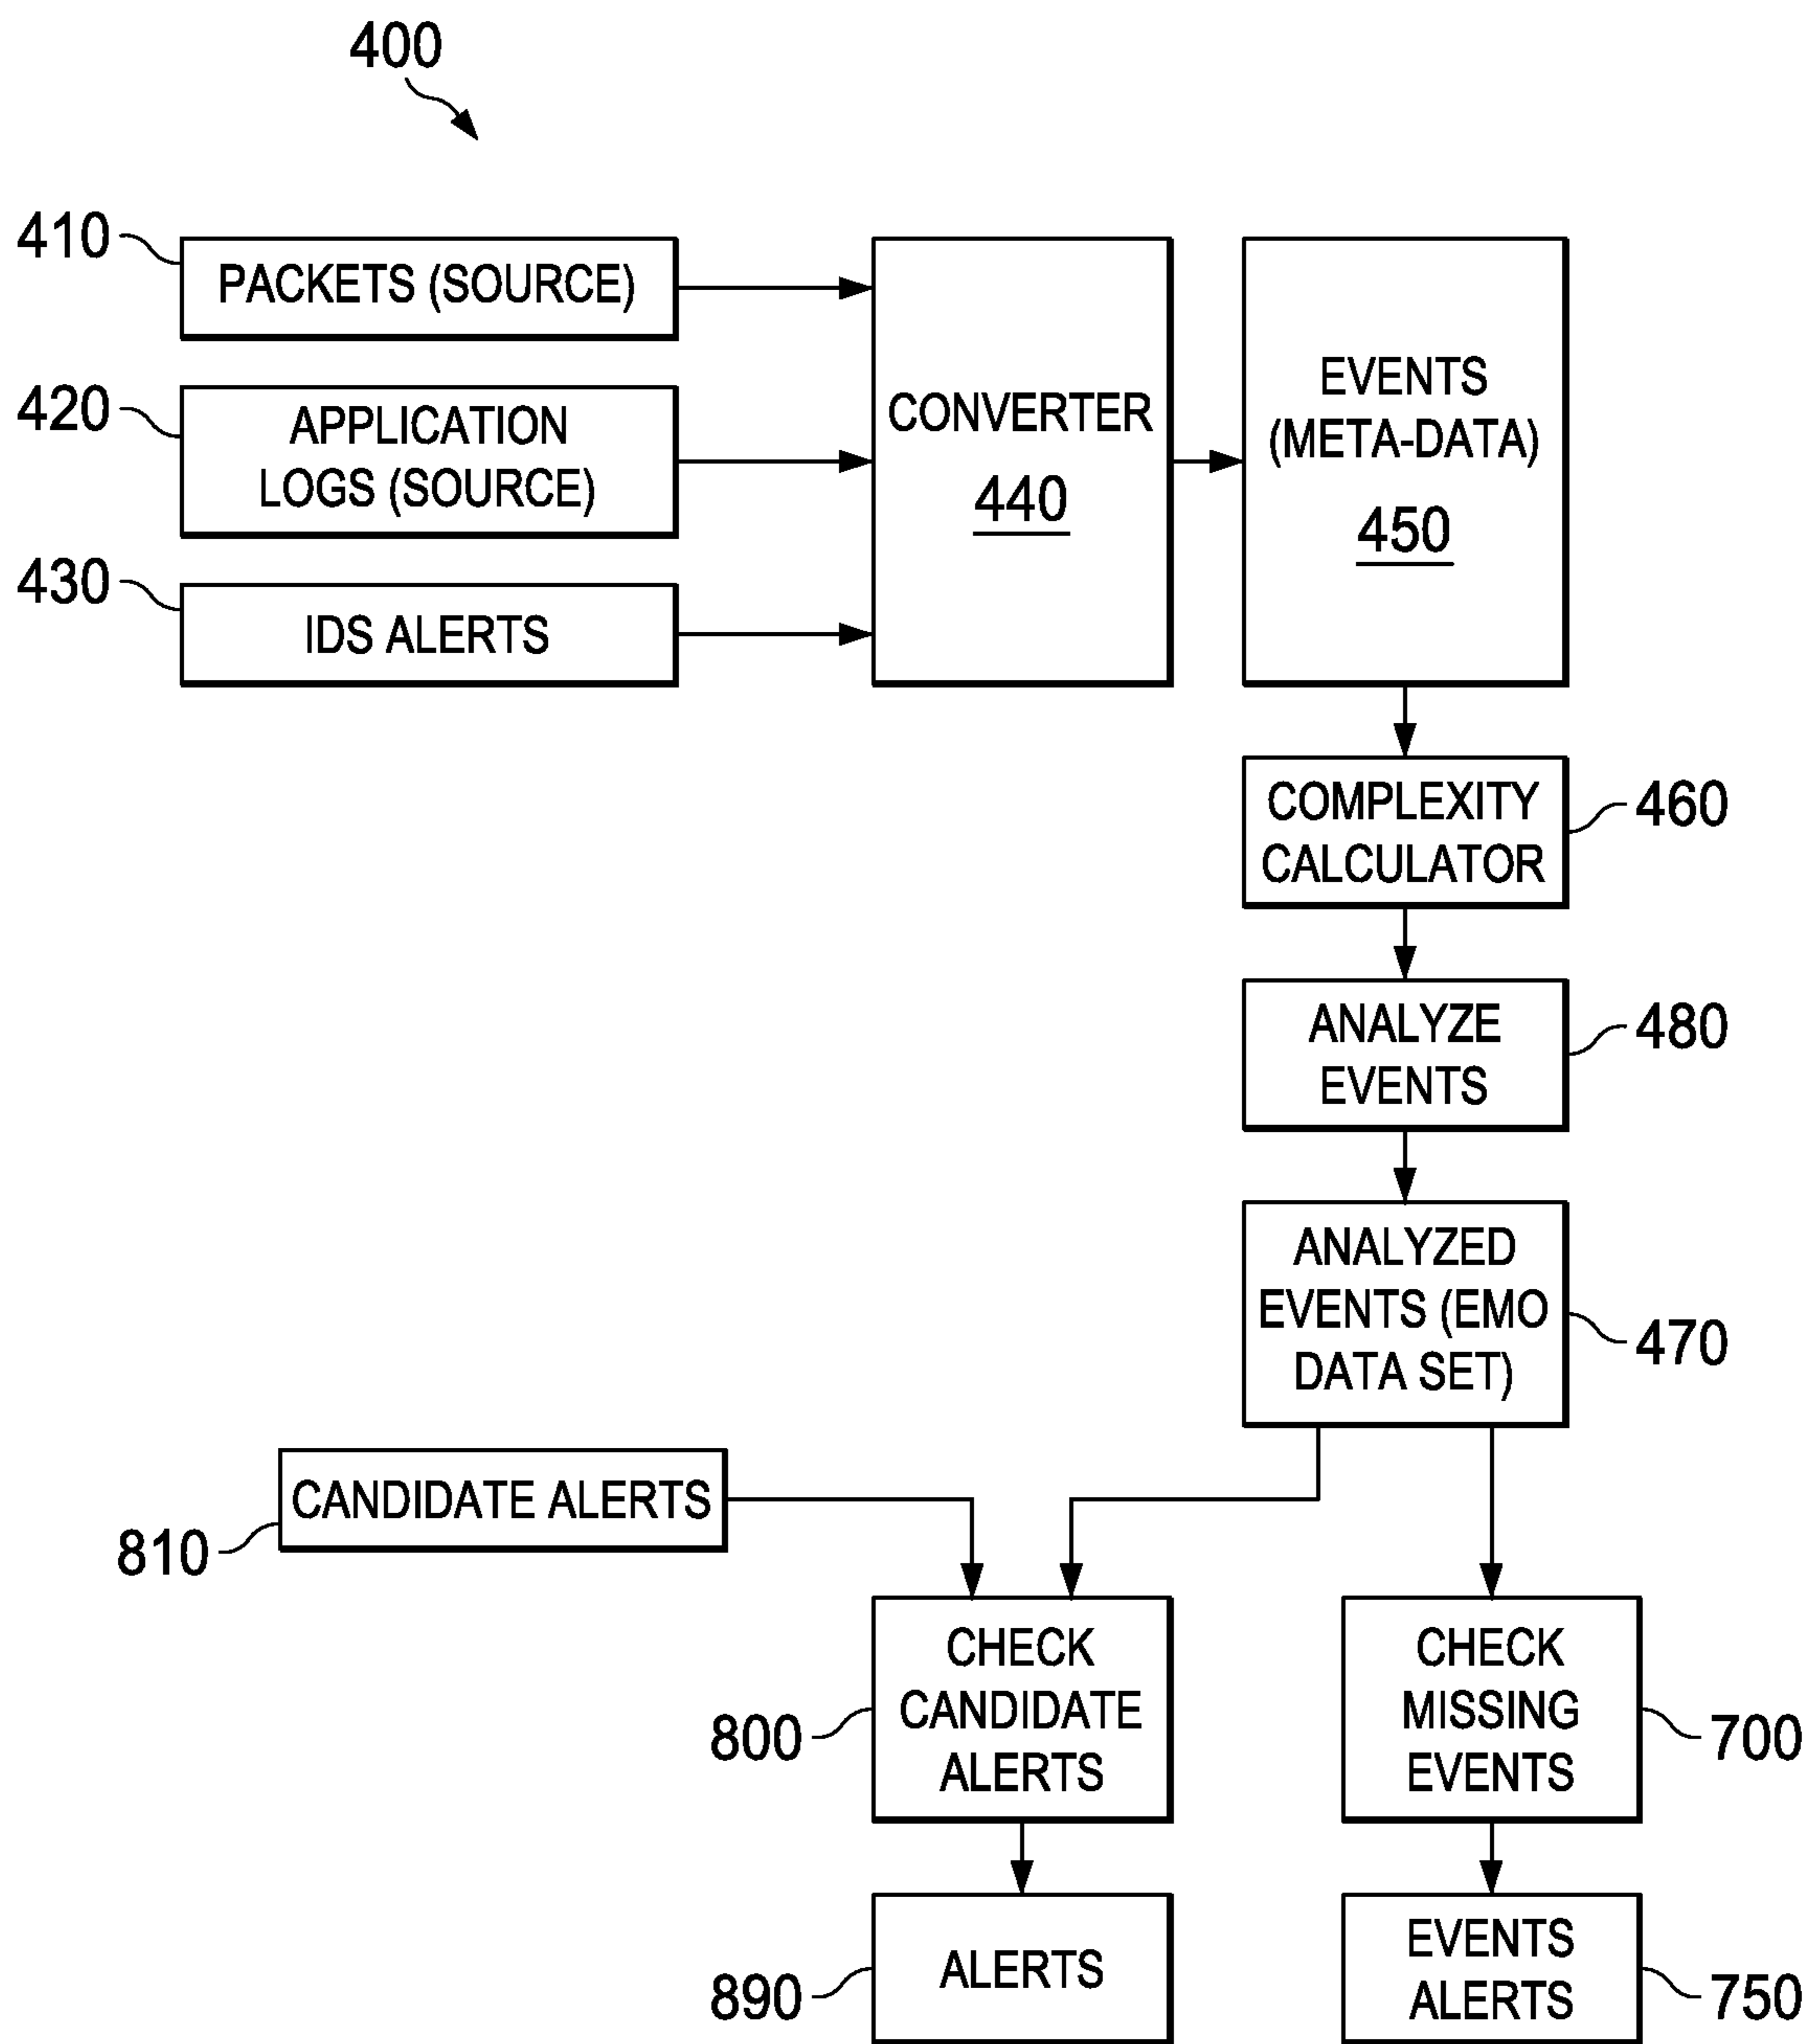 400
410
PACKETS (SOURCE)
420
APPLICATION
LOGS (SOURCE)
430
IDS ALERTS
CONVERTER
440
EVENTS
(META-DATA)
450
COMPLEXITY
CALCULATOR
460
ANALYZE
EVENTS
480
ANALYZED
EVENTS (EMO
DATA SET)
470
CANDIDATE ALERTS
810
CHECK
CANDIDATE
ALERTS
800
CHECK
MISSING
EVENTS
700
ALERTS
890
EVENTS
ALERTS
750